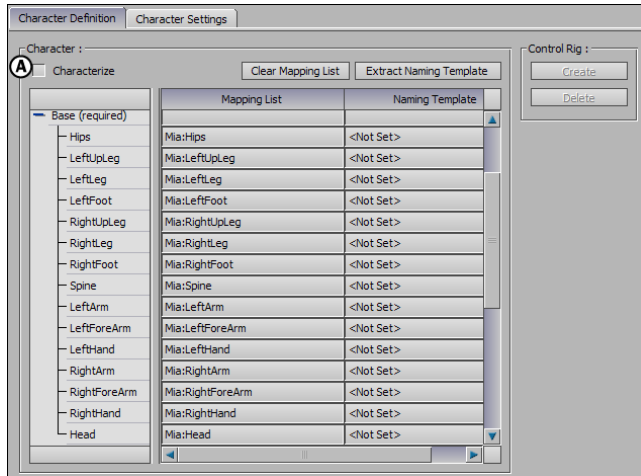 Character Definition Character Settings
Character : Control Rig :
A Characterize Clear Mapping List Extract Naming Template Create
Mapping List Naming Template Delete
Base (required)
Hips Mia:Hips <Not Set>
LeftUpLeg Mia:LeftUpLeg <Not Set>
LeftLeg Mia:LeftLeg <Not Set>
LeftFoot Mia:LeftFoot <Not Set>
RightUpLeg Mia:RightUpLeg <Not Set>
RightLeg Mia:RightLeg <Not Set>
RightFoot Mia:RightFoot <Not Set>
Spine Mia:Spine <Not Set>
LeftArm Mia:LeftArm <Not Set>
LeftForeArm Mia:LeftForeArm <Not Set>
LeftHand Mia:LeftHand <Not Set>
RightArm Mia:RightArm <Not Set>
RightForeArm Mia:RightForeArm <Not Set>
RightHand Mia:RightHand <Not Set>
Head Mia:Head <Not Set>